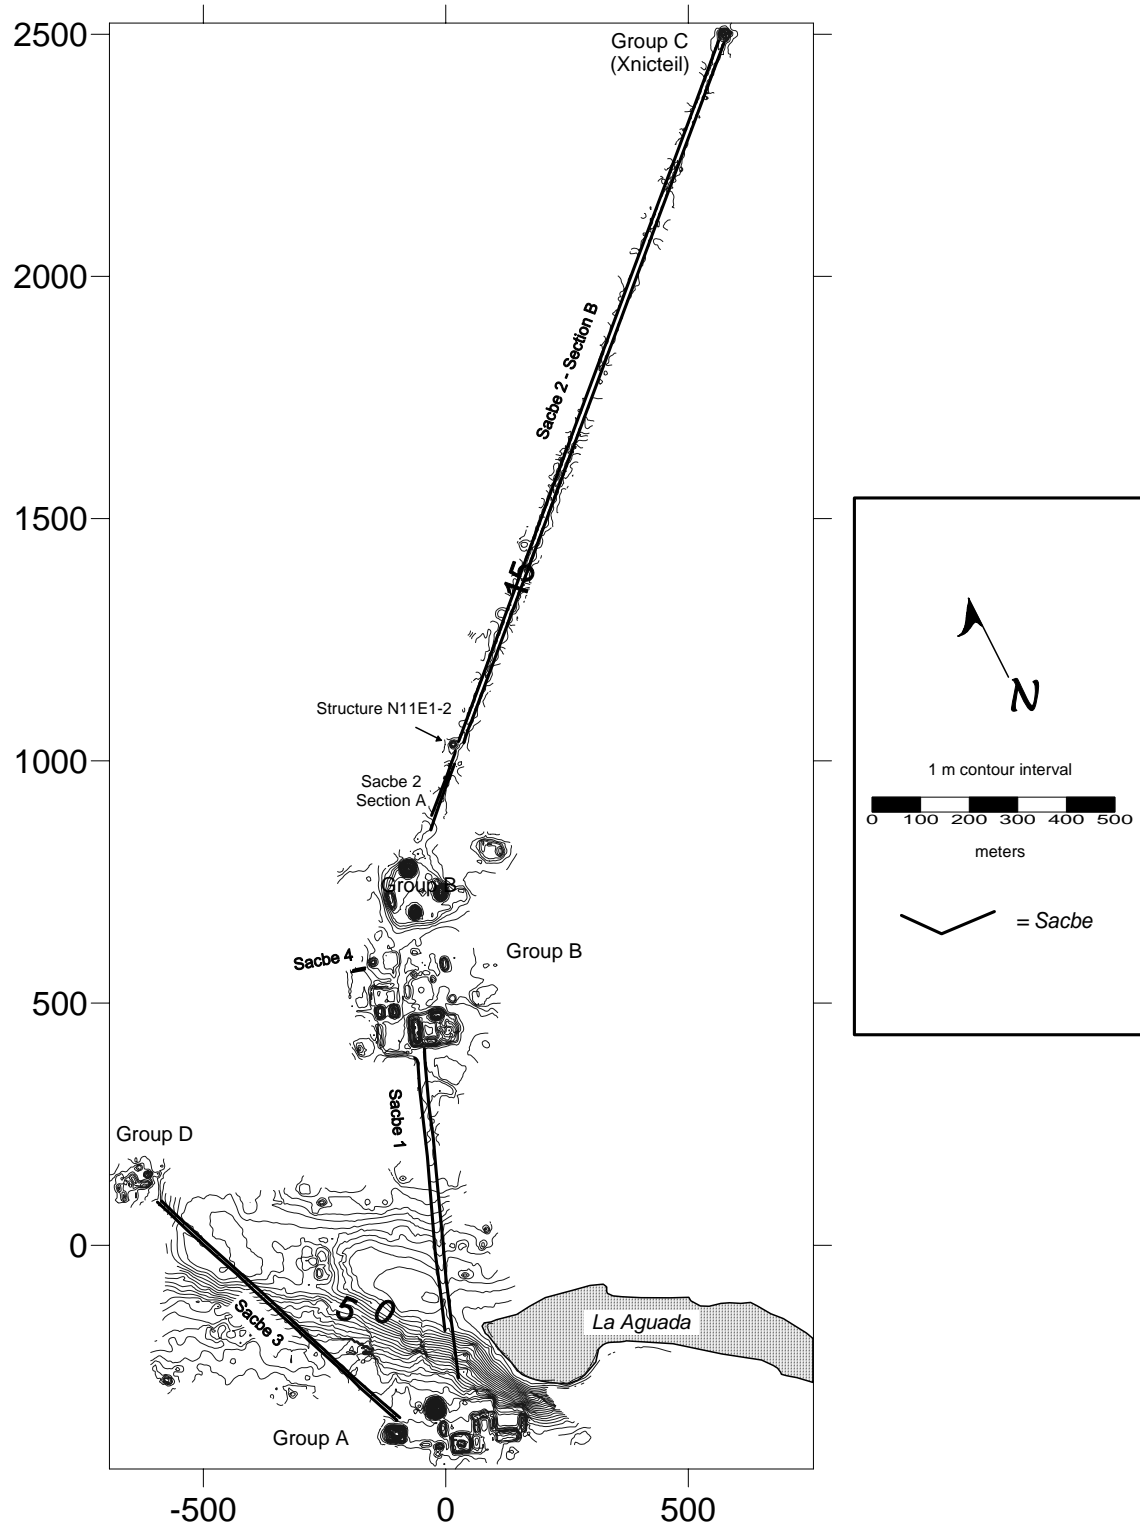 2500
Group C
(Xnicteil)
2000
Sacbe 2 - Section B
1500
15
Structure N11E1-2
1000
Sacbe 2
Section A
Group B
Group B
Sacbe 4
500
Sacbe 1
Group D
0
5 0
Sacbe 3
La Aguada
Group A
-500 0 500
N
1 m contour interval
0 100 200 300 400 500
meters
= Sacbe